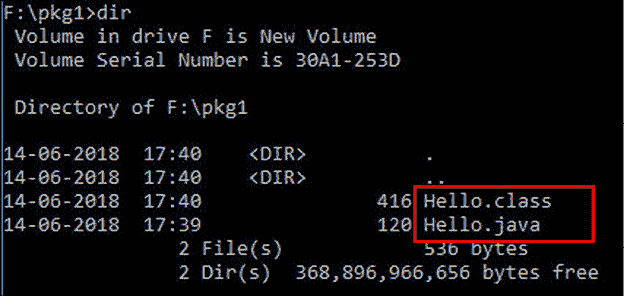 F:\pkg1>dir
Volume in drive F is New Volume
Volume Serial Number is 30A1-253D
Directory of F:\pkg1
14-06-2018  17:40    <DIR>          .
14-06-2018  17:40    <DIR>          ..
14-06-2018  17:40               416 Hello.class
14-06-2018  17:39               120 Hello.java
2 File(s)            536 bytes
2 Dir(s)  368,896,966,656 bytes free